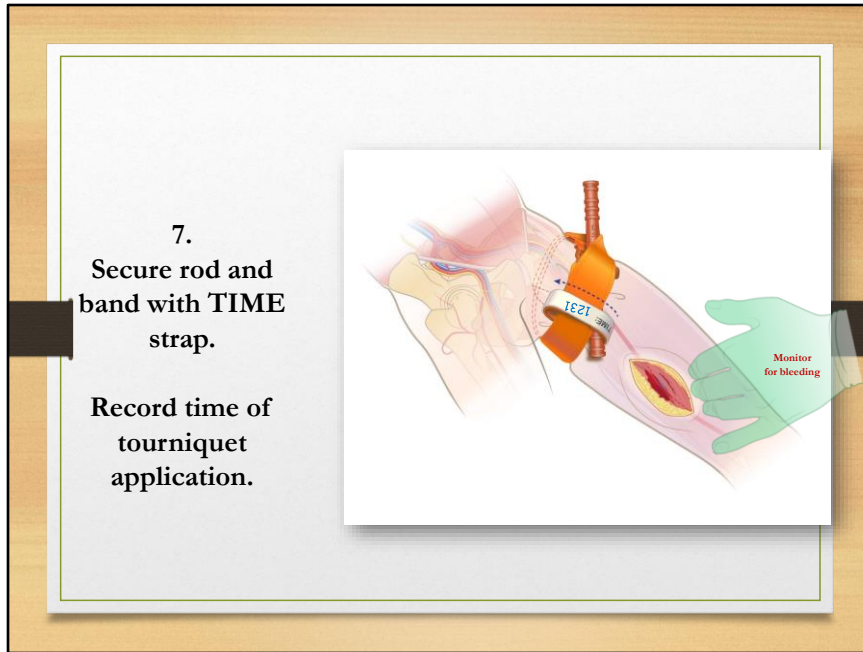 7.
Secure rod and
band with TIME
strap.
Record time of
tourniquet
application.
TIME: 1231
Monitor
for bleeding